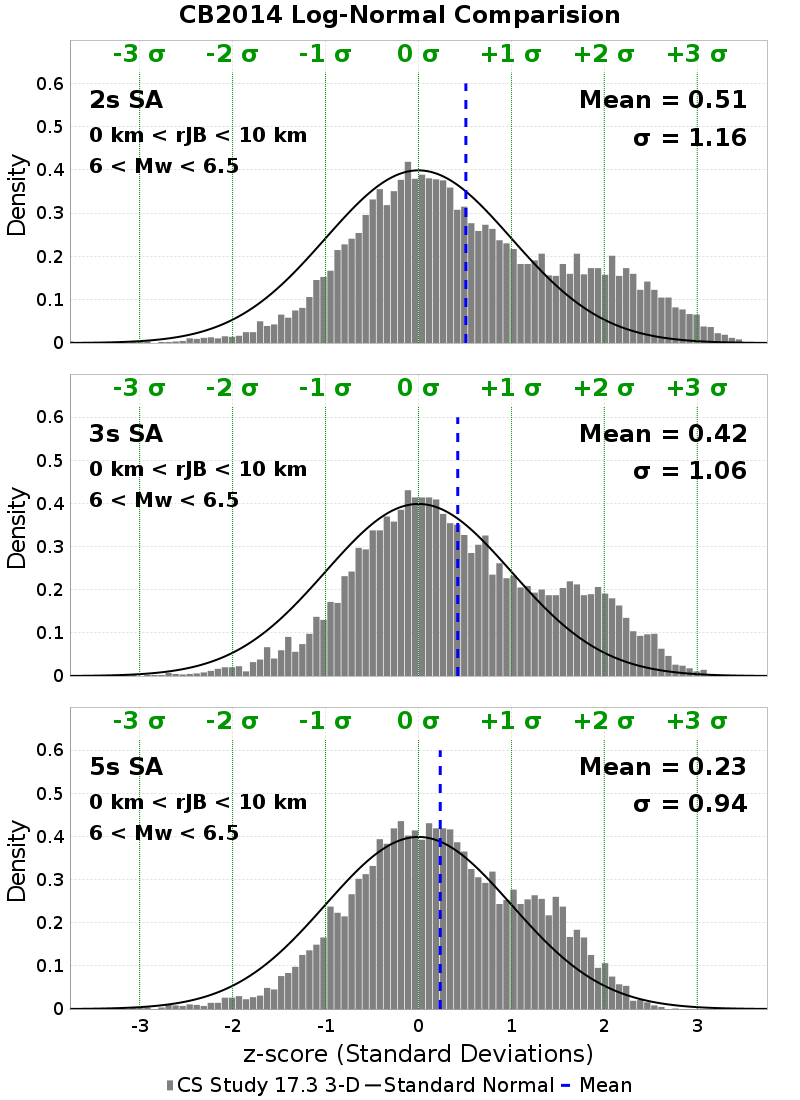 CB2014 Log-Normal Comparision
-3 σ -2 σ -1 σ 0 σ +1 σ +2 σ +3 σ
0.6
2s SA
Mean = 0.51
0.5
0 km < rJB < 10 km
σ = 1.16
0.4
6 < Mw < 6.5
0.3
Density
0.2
0.1
0
-3 σ -2 σ -1 σ 0 σ +1 σ +2 σ +3 σ
0.6
3s SA
Mean = 0.42
0.5
0 km < rJB < 10 km
σ = 1.06
0.4
6 < Mw < 6.5
0.3
Density
0.2
0.1
0
-3 σ -2 σ -1 σ 0 σ +1 σ +2 σ +3 σ
0.6
5s SA
Mean = 0.23
0.5
0 km < rJB < 10 km
σ = 0.94
0.4
6 < Mw < 6.5
0.3
Density
0.2
0.1
0
-3 -2 -1 0 1 2 3
z-score (Standard Deviations)
CS Study 17.3 3-D Standard Normal Mean